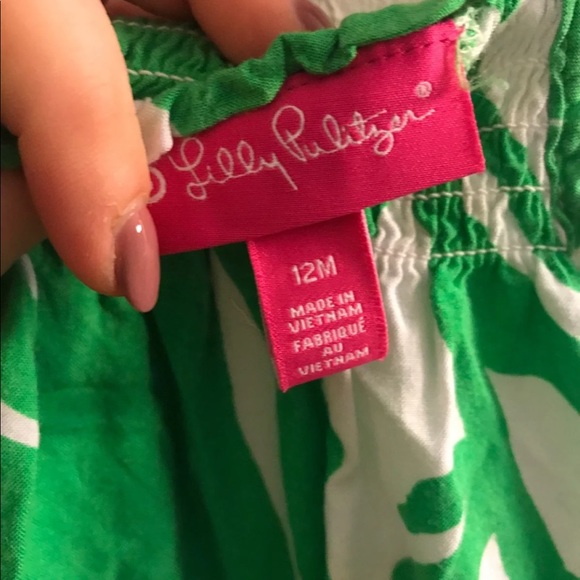 Lilly Pulitzer®
12M
MADE IN
VIETNAM
FABRIQUÉ
AU
VIETNAM